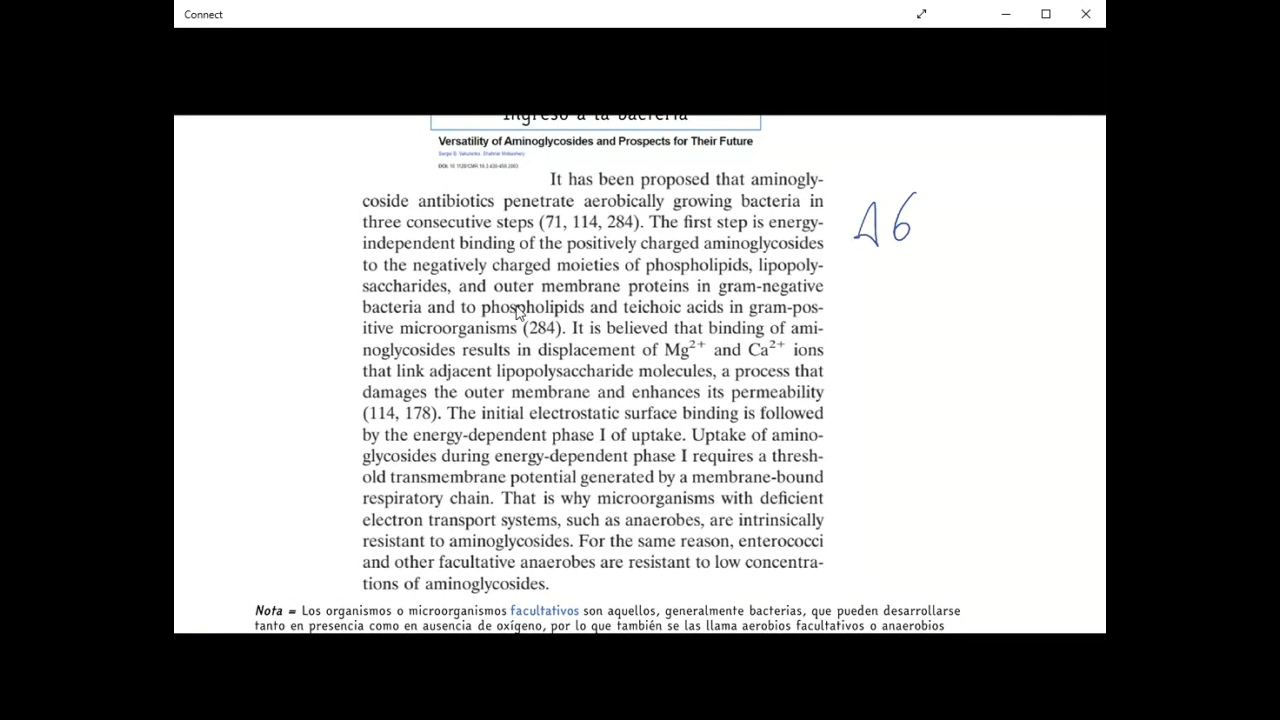 Connect
Ingreso a la bacteria
Versatility of Aminoglycosides and Prospects for Their Future
It has been proposed that aminogly-
coside antibiotics penetrate aerobically growing bacteria in
three consecutive steps (71, 114, 284). The first step is energy-
independent binding of the positively charged aminoglycosides
to the negatively charged moieties of phospholipids, lipopoly-
saccharides, and outer membrane proteins in gram-negative
bacteria and to phospholipids and teichoic acids in gram-pos-
itive microorganisms (284). It is believed that binding of ami-
noglycosides results in displacement of Mg²⁺ and Ca²⁺ ions
that link adjacent lipopolysaccharide molecules, a process that
damages the outer membrane and enhances its permeability
(114, 178). The initial electrostatic surface binding is followed
by the energy-dependent phase I of uptake. Uptake of amino-
glycosides during energy-dependent phase I requires a thresh-
old transmembrane potential generated by a membrane-bound
respiratory chain. That is why microorganisms with deficient
electron transport systems, such as anaerobes, are intrinsically
resistant to aminoglycosides. For the same reason, enterococci
and other facultative anaerobes are resistant to low concentra-
tions of aminoglycosides.
Nota = Los organismos o microorganismos facultativos son aquellos, generalmente bacterias, que pueden desarrollarse
tanto en presencia como en ausencia de oxígeno, por lo que también se las llama aerobios facultativos o anaerobios